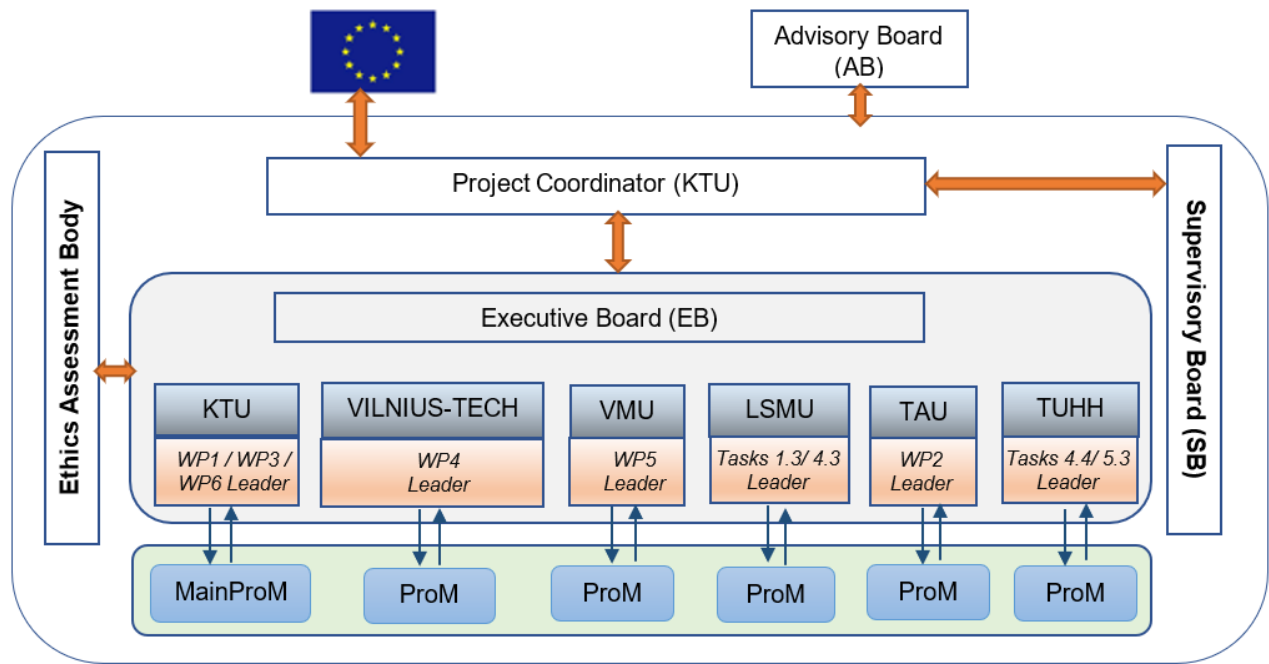 Advisory Board
(AB)
Project Coordinator (KTU)
Ethics Assessment Body
Supervisory Board (SB)
Executive Board (EB)
KTU
WP1 / WP3 /
WP6 Leader
VILNIUS-TECH
WP4
Leader
VMU
WP5
Leader
LSMU
Tasks 1.3/ 4.3
Leader
TAU
WP2
Leader
TUHH
Tasks 4.4/ 5.3
Leader
MainProM
ProM
ProM
ProM
ProM
ProM